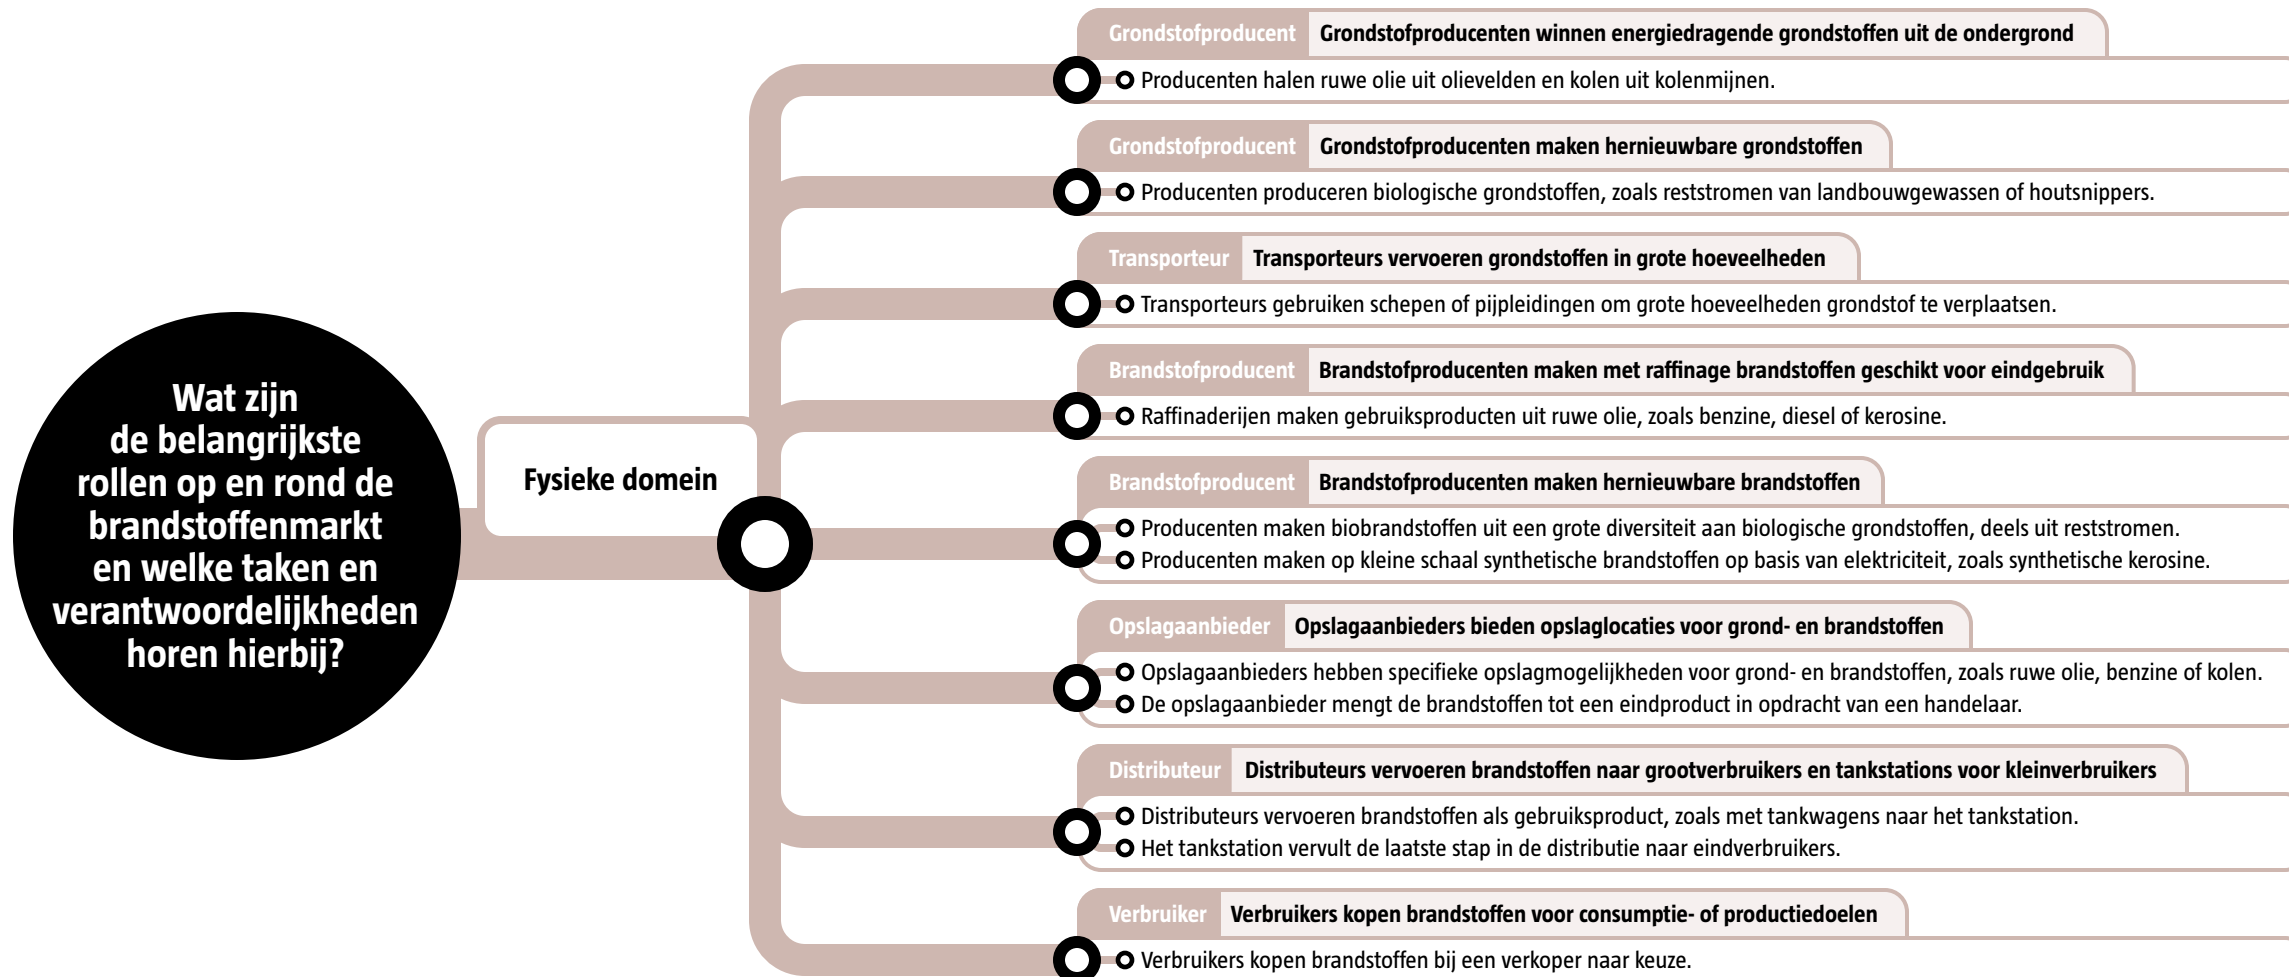 Wat zijn
de belangrijkste
rollen op en rond de
brandstoffenmarkt
en welke taken en
verantwoordelijkheden
horen hierbij?
Fysieke domein
Grondstofproducent Grondstofproducenten winnen energiedragende grondstoffen uit de ondergrond
Producenten halen ruwe olie uit olievelden en kolen uit kolenmijnen.
Grondstofproducent Grondstofproducenten maken hernieuwbare grondstoffen
Producenten produceren biologische grondstoffen, zoals reststromen van landbouwgewassen of houtsnippers.
Transporteur Transporteurs vervoeren grondstoffen in grote hoeveelheden
Transporteurs gebruiken schepen of pijpleidingen om grote hoeveelheden grondstof te verplaatsen.
Brandstofproducent Brandstofproducenten maken met raffinage brandstoffen geschikt voor eindgebruik
Raffinaderijen maken gebruiksproducten uit ruwe olie, zoals benzine, diesel of kerosine.
Brandstofproducent Brandstofproducenten maken hernieuwbare brandstoffen
Producenten maken biobrandstoffen uit een grote diversiteit aan biologische grondstoffen, deels uit reststromen.
Producenten maken op kleine schaal synthetische brandstoffen op basis van elektriciteit, zoals synthetische kerosine.
Opslagaanbieder Opslagaanbieders bieden opslaglocaties voor grond- en brandstoffen
Opslagaanbieders hebben specifieke opslagmogelijkheden voor grond- en brandstoffen, zoals ruwe olie, benzine of kolen.
De opslagaanbieder mengt de brandstoffen tot een eindproduct in opdracht van een handelaar.
Distributeur Distributeurs vervoeren brandstoffen naar grootverbruikers en tankstations voor kleinverbruikers
Distributeurs vervoeren brandstoffen als gebruiksproduct, zoals met tankwagens naar het tankstation.
Het tankstation vervult de laatste stap in de distributie naar eindverbruikers.
Verbruiker Verbruikers kopen brandstoffen voor consumptie- of productiedoelen
Verbruikers kopen brandstoffen bij een verkoper naar keuze.